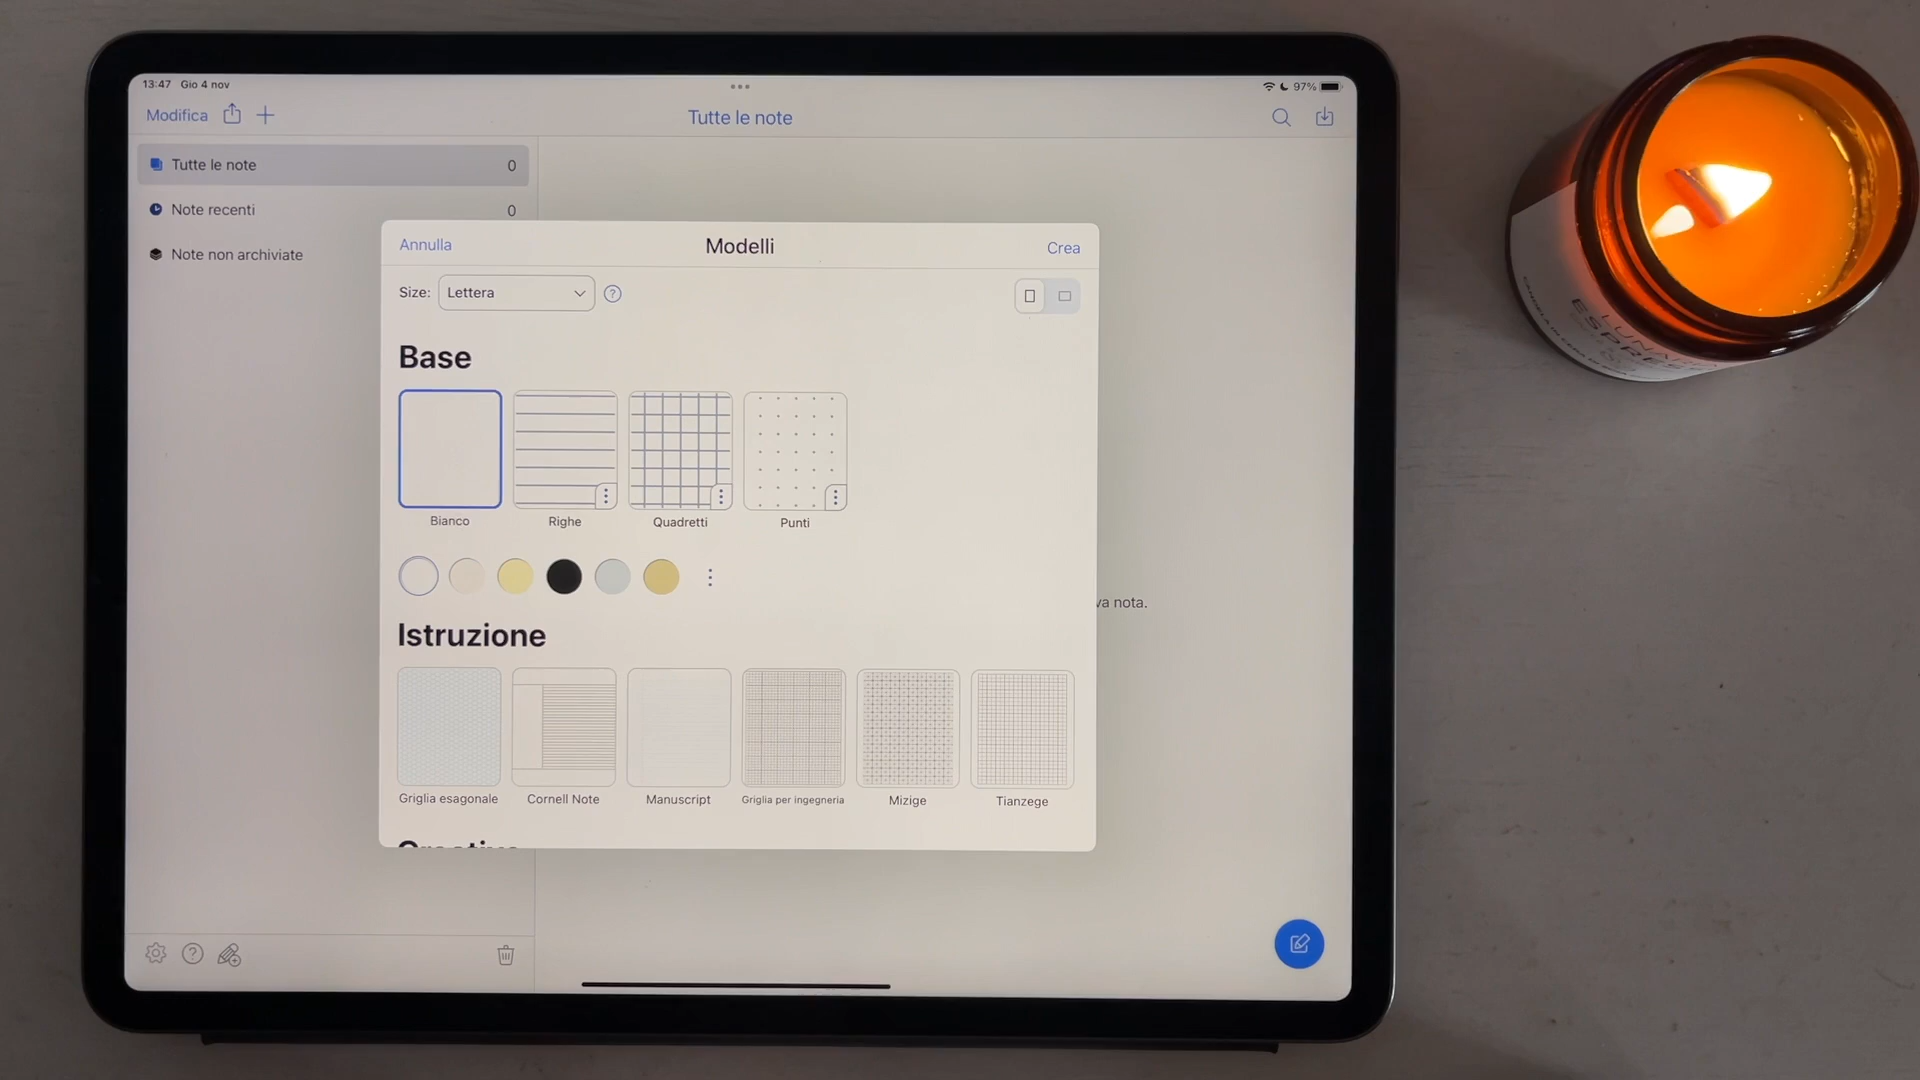 13:47 Gio 4 nov
97%
Modifica
Tutte le note
Tutte le note 0
Note recenti 0
Note non archiviate
Annulla
Modelli
Crea
Size: Lettera
Base
Bianco
Righe
Quadretti
Punti
va nota.
Istruzione
Griglia esagonale
Cornell Note
Manuscript
Griglia per ingegneria
Mizige
Tianzege